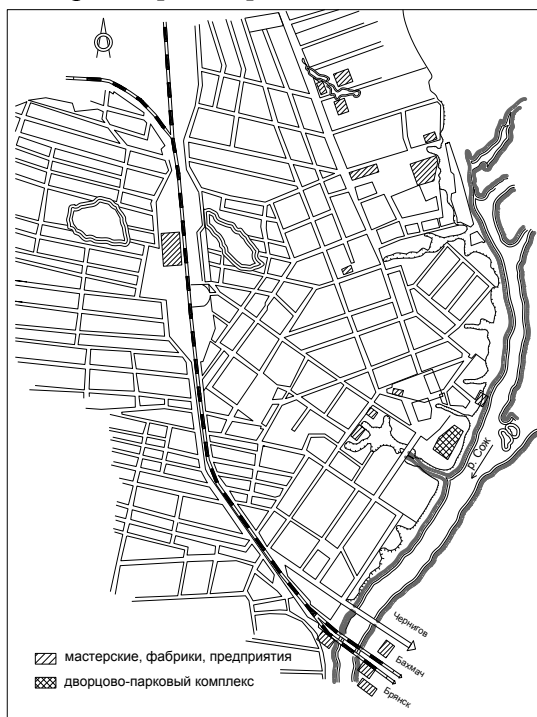 р. Сож
Чернигов
Бахмач
Брянск
мастерские, фабрики, предприятия
дворцово-парковый комплекс